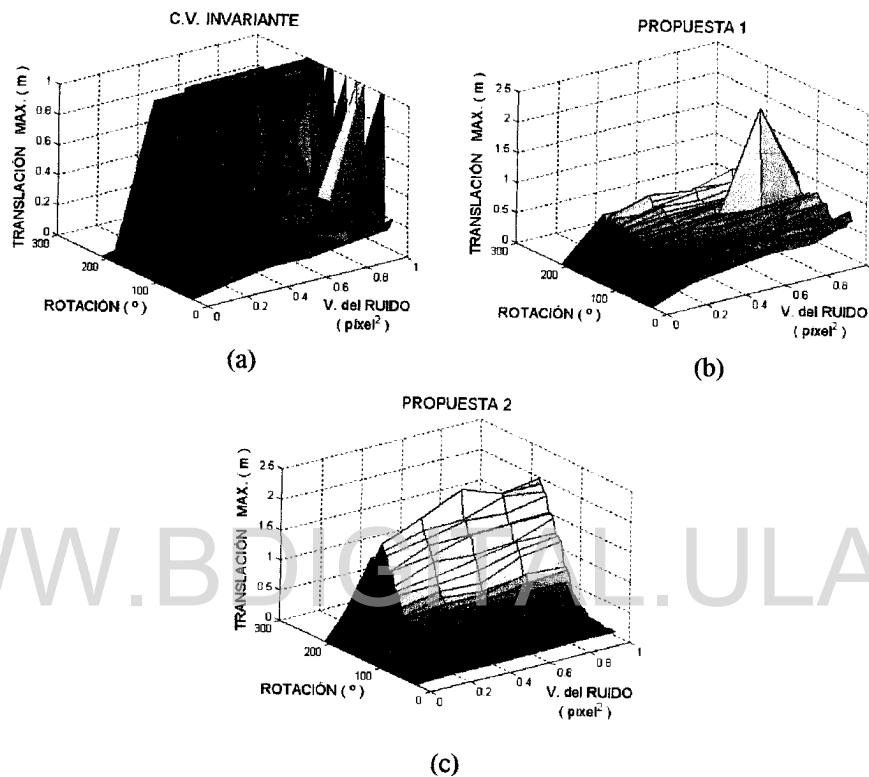 C.V. INVARIANTE
TRANSLACIÓN MAX. ( m )
1
0.8
0.6
0.4
0.2
0
300
200
100
0
ROTACIÓN ( º )
0
0.2
0.4
0.6
0.8
1
V. del RUIDO
( pixel² )
(a)
PROPUESTA 1
TRANSLACIÓN MAX. ( m )
2.5
2
1.5
1
0.5
0
300
200
100
0
ROTACIÓN ( º )
0
0.2
0.4
0.6
0.8
V. del RUIDO
( pixel² )
(b)
PROPUESTA 2
TRANSLACIÓN MAX. ( m )
2.5
2
1.5
1
0.5
0
300
200
100
0
ROTACIÓN ( º )
0
0.2
0.4
0.6
0.8
1
V. del RUIDO
( pixel² )
WW.BDIGITAL.ULA
(c)